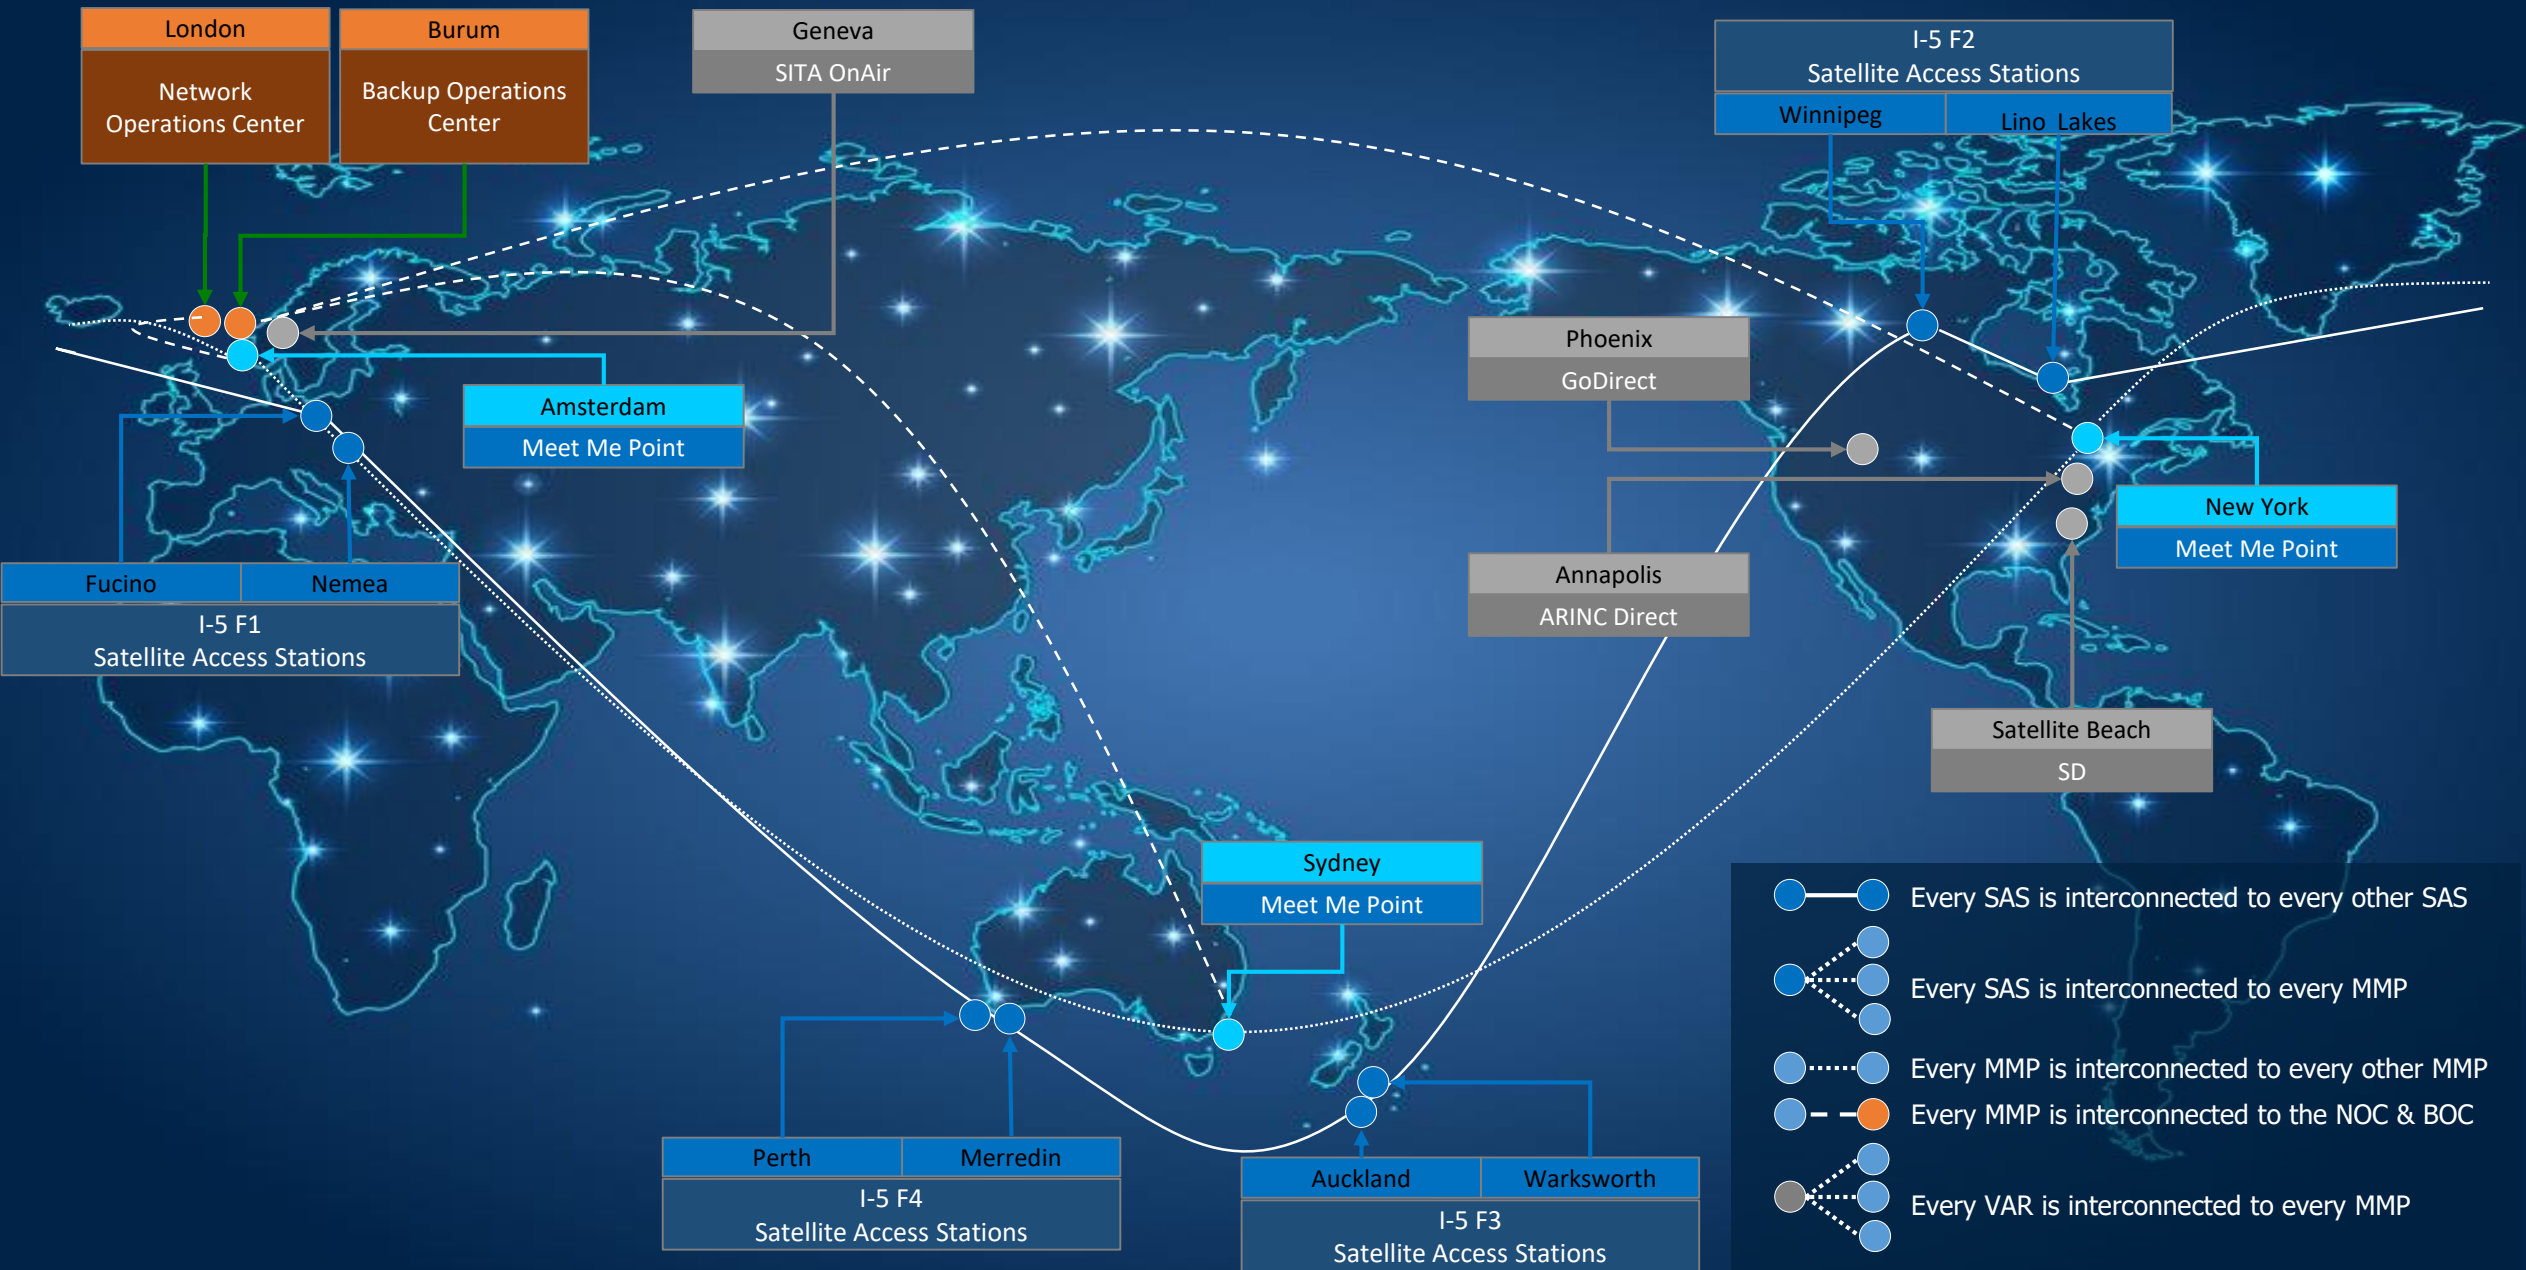 London
Network
Operations Center
Burum
Backup Operations
Center
Geneva
SITA OnAir
I-5 F2
Satellite Access Stations
Winnipeg
Lino Lakes
Amsterdam
Meet Me Point
Phoenix
GoDirect
New York
Meet Me Point
Fucino
Nemea
I-5 F1
Satellite Access Stations
Annapolis
ARINC Direct
Satellite Beach
SD
Sydney
Meet Me Point
Perth
Merredin
I-5 F4
Satellite Access Stations
Auckland
Warksworth
I-5 F3
Satellite Access Stations
Every SAS is interconnected to every other SAS
Every SAS is interconnected to every MMP
Every MMP is interconnected to every other MMP
Every MMP is interconnected to the NOC & BOC
Every VAR is interconnected to every MMP